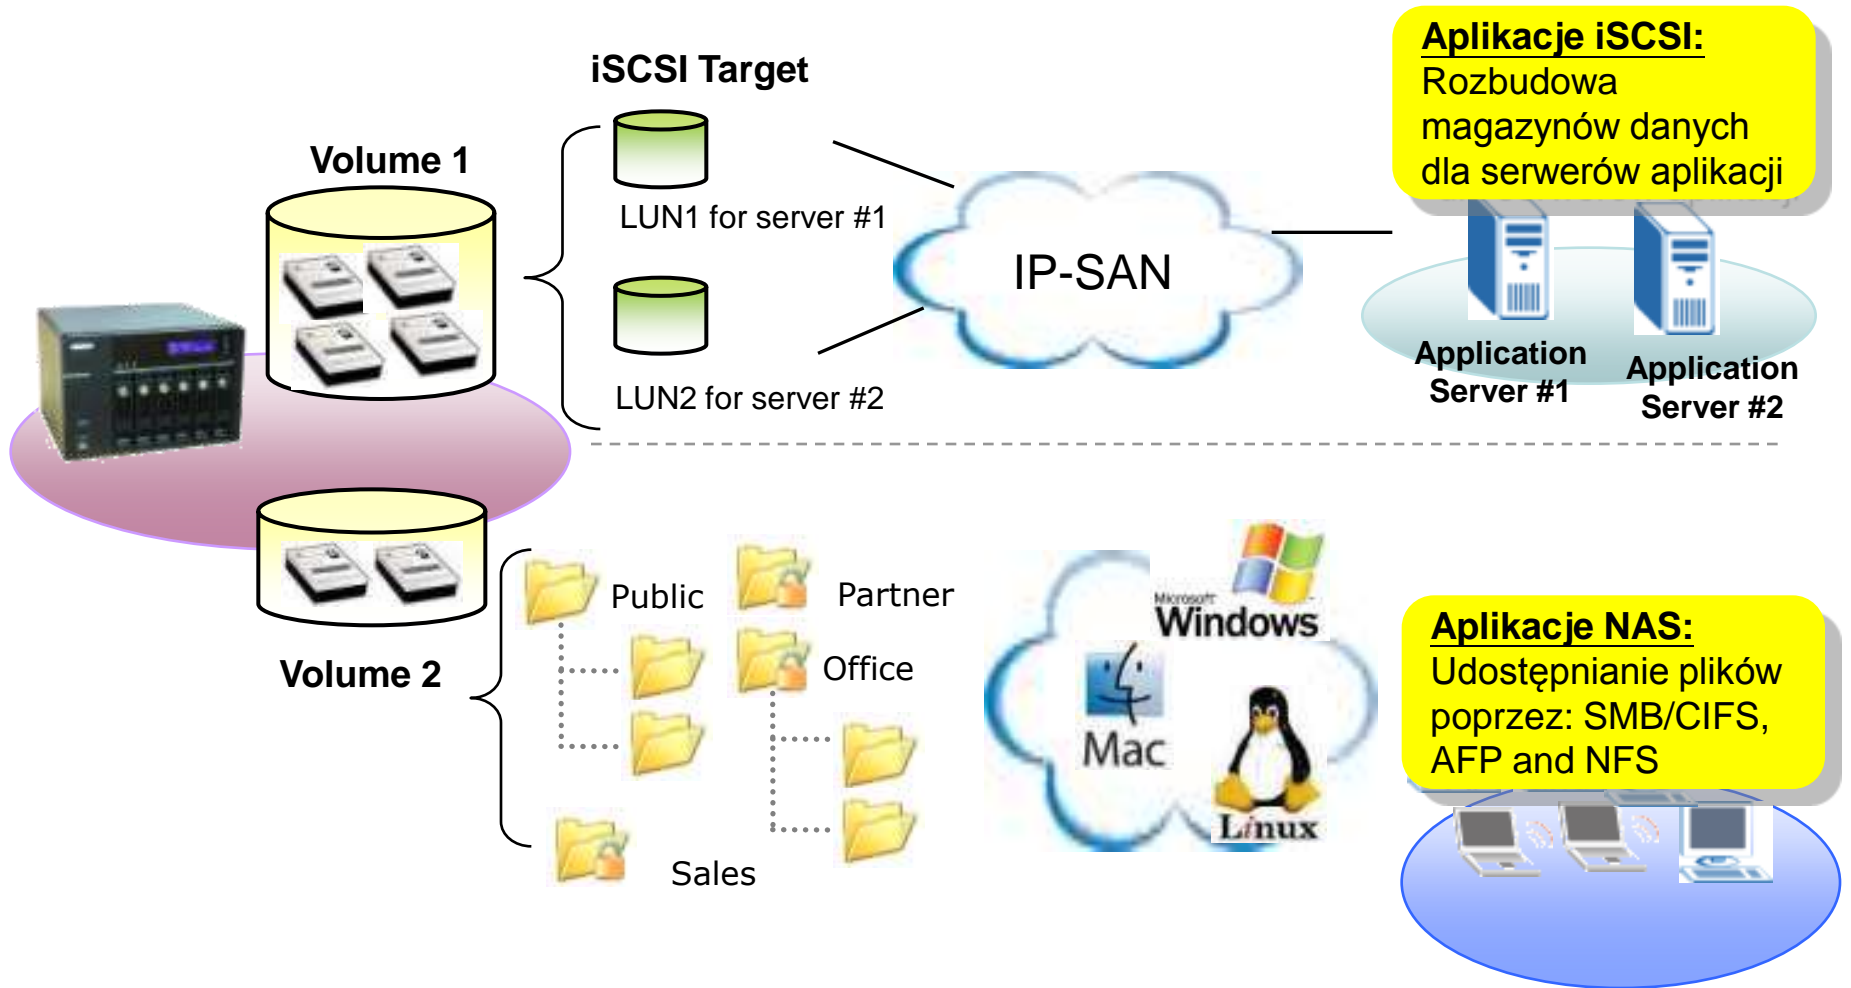 Aplikacje iSCSI:
Rozbudowa
magazynów danych
dla serwerów aplikacji
iSCSI Target
Volume 1
LUN1 for server #1
IP-SAN
LUN2 for server #2
Application
Server #1
Application
Server #2
Public
Partner
Microsoft
Windows
Office
Volume 2
Mac
Linux
Sales
Aplikacje NAS:
Udostępnianie plików
poprzez: SMB/CIFS,
AFP and NFS